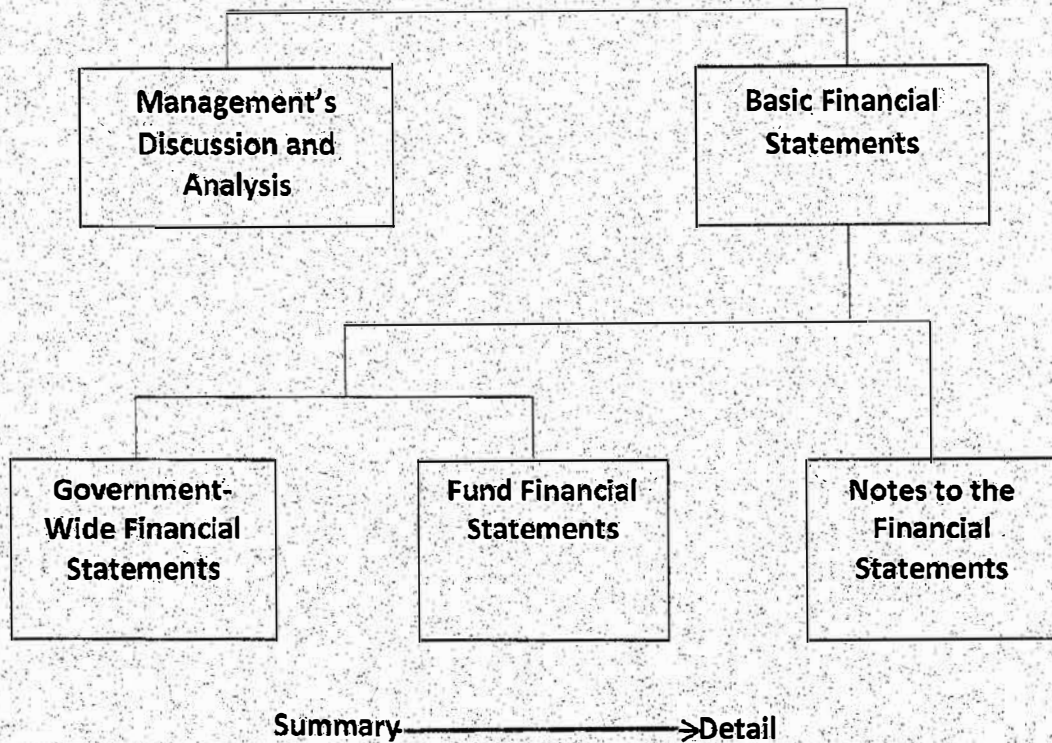 Management's
Discussion and
Analysis
Basic Financial
Statements
Government-
Wide Financial
Statements
Fund Financial
Statements
Notes to the
Financial
Statements
Summary
Detail